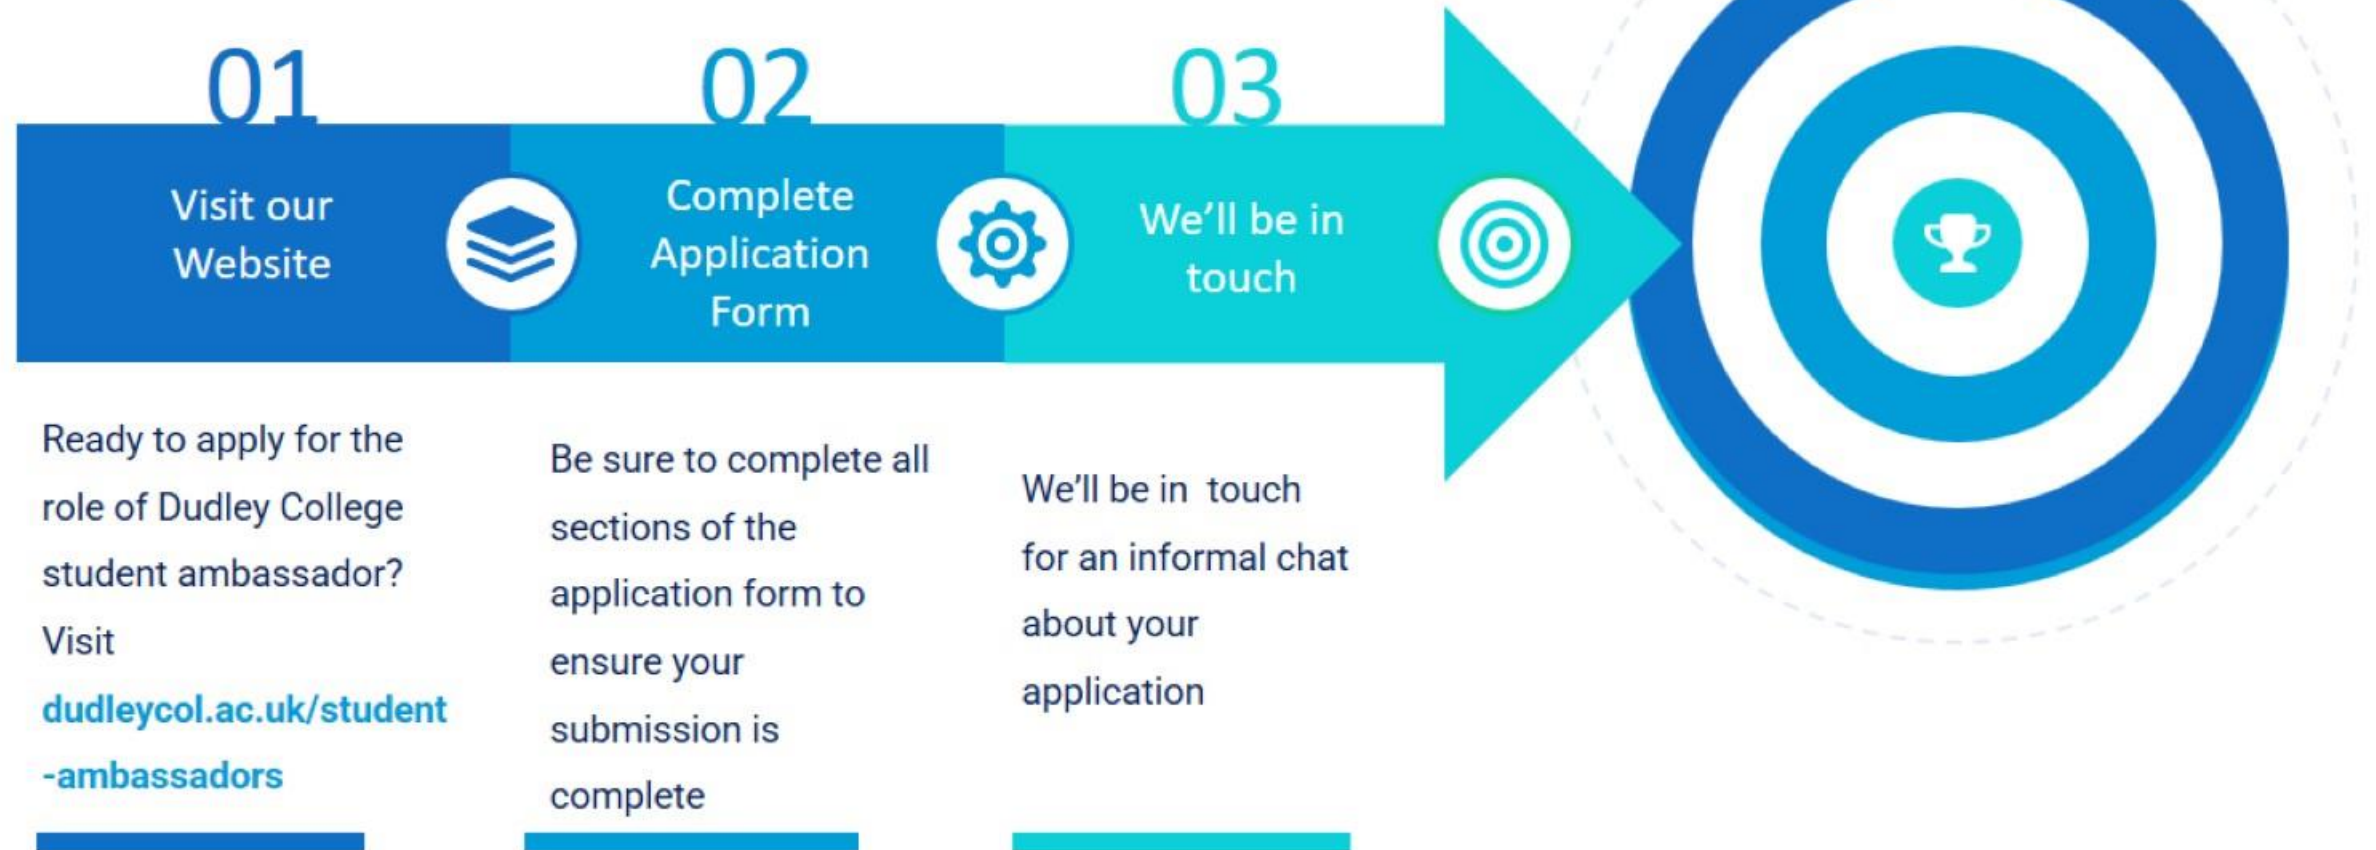 01
Visit our
Website
02
Complete
Application
Form
03
We'll be in
touch
Ready to apply for the
role of Dudley College
student ambassador?
Visit
dudleycol.ac.uk/student
-ambassadors
Be sure to complete all
sections of the
application form to
ensure your
submission is
complete
We'll be in  touch
for an informal chat
about your
application